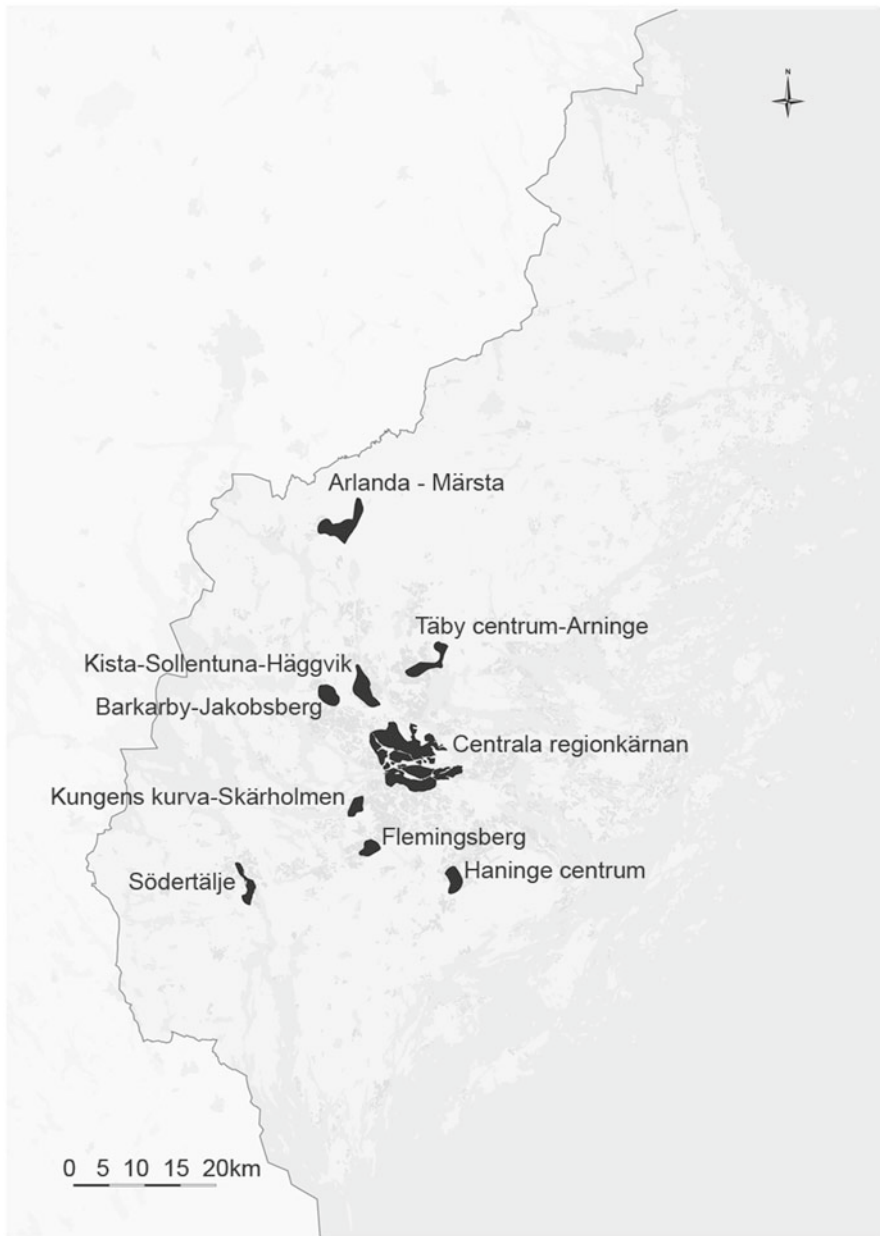 N
Arlanda - Märsta
Täby centrum-Arninge
Kista-Sollentuna-Häggvik
Barkarby-Jakobsberg
Centrala regionkärnan
Kungens kurva-Skärholmen
Flemingsberg
Haninge centrum
Södertälje
0 5 10 15 20km